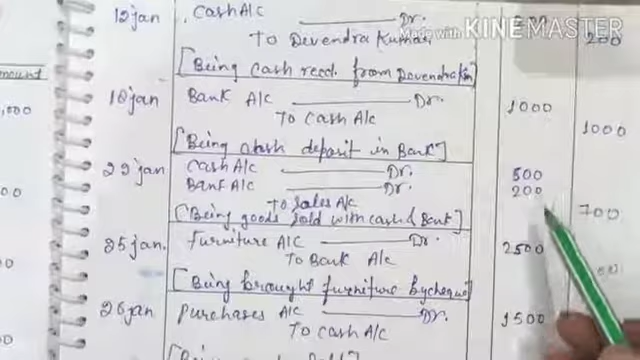 12 jan Cash A/c Dr.
To Devendra Kumar 200
[Being cash recd. from Devendra Km]
18 jan Bank A/c Dr. 1000
To Cash A/c 1000
[Being cash deposit in Bank]
22 jan Cash A/c Dr. 500
Bank A/c Dr. 200
To Sales A/c 700
[Being goods sold with cash & Bank]
25 jan. furniture A/c Dr. 2500
To Bank A/c
[Being brought furniture by cheque]
26 jan purchases A/c Dr. 1500
To Cash A/c
Made with KINEMASTER